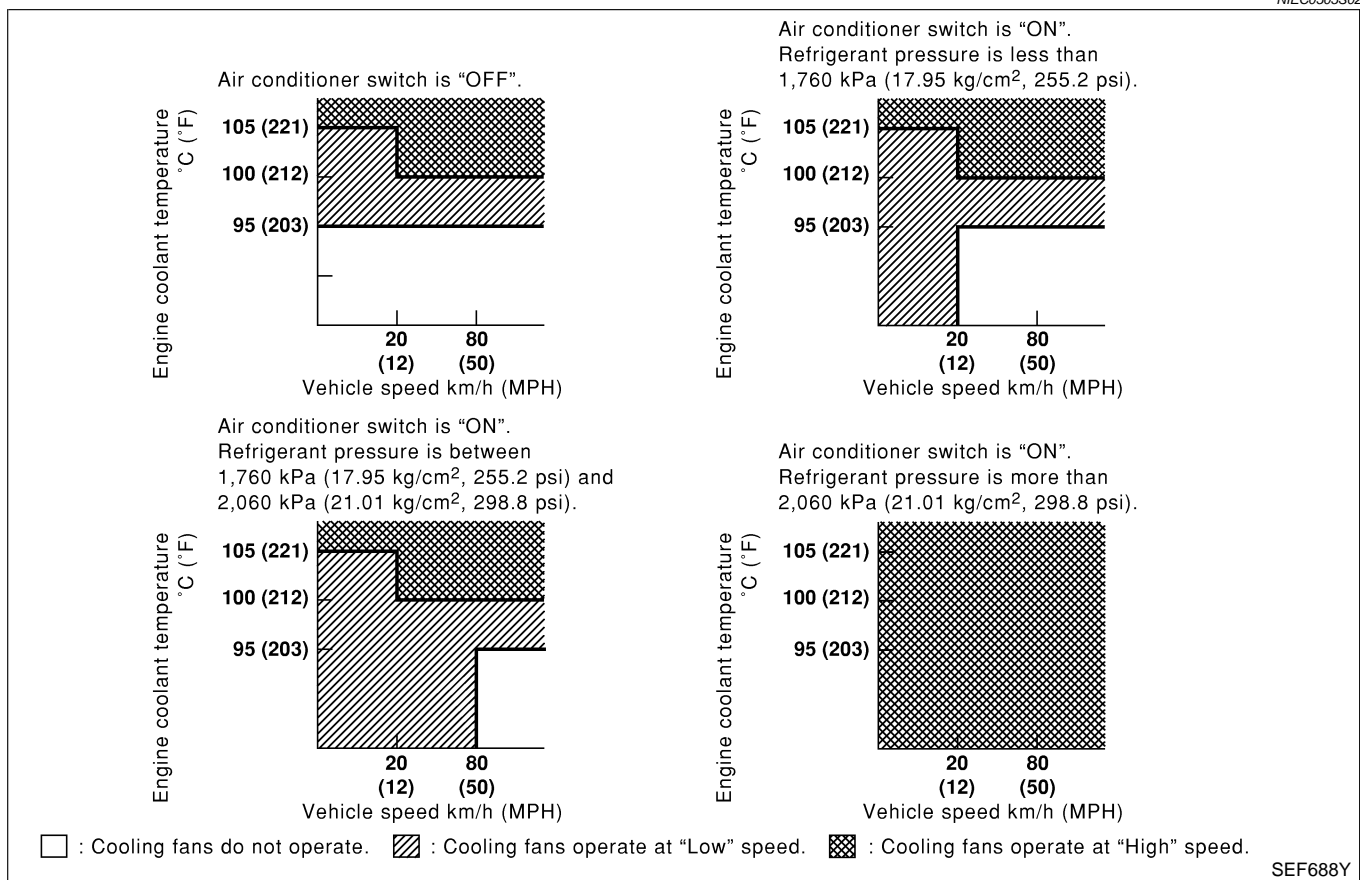 Air conditioner switch is “OFF”.
Engine coolant temperature
°C (°F)
105 (221)
100 (212)
95 (203)
20
80
(12)
(50)
Vehicle speed km/h (MPH)
Air conditioner switch is “ON”.
Refrigerant pressure is less than
1,760 kPa (17.95 kg/cm², 255.2 psi).
Engine coolant temperature
°C (°F)
105 (221)
100 (212)
95 (203)
20
80
(12)
(50)
Vehicle speed km/h (MPH)
Air conditioner switch is “ON”.
Refrigerant pressure is between
1,760 kPa (17.95 kg/cm², 255.2 psi) and
2,060 kPa (21.01 kg/cm², 298.8 psi).
Engine coolant temperature
°C (°F)
105 (221)
100 (212)
95 (203)
20
80
(12)
(50)
Vehicle speed km/h (MPH)
Air conditioner switch is “ON”.
Refrigerant pressure is more than
2,060 kPa (21.01 kg/cm², 298.8 psi).
Engine coolant temperature
°C (°F)
105 (221)
100 (212)
95 (203)
20
80
(12)
(50)
Vehicle speed km/h (MPH)
: Cooling fans do not operate.
: Cooling fans operate at “Low” speed.
: Cooling fans operate at “High” speed.
SEF688Y